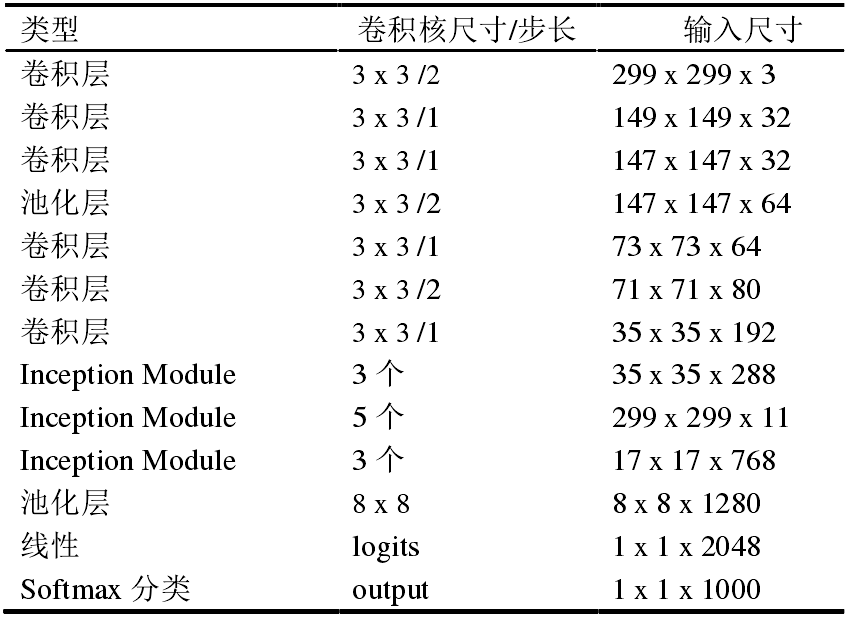 类型 卷积核尺寸/步长 输入尺寸
卷积层 3 x 3 /2 299 x 299 x 3
卷积层 3 x 3 /1 149 x 149 x 32
卷积层 3 x 3 /1 147 x 147 x 32
池化层 3 x 3 /2 147 x 147 x 64
卷积层 3 x 3 /1 73 x 73 x 64
卷积层 3 x 3 /2 71 x 71 x 80
卷积层 3 x 3 /1 35 x 35 x 192
Inception Module 3 个 35 x 35 x 288
Inception Module 5 个 299 x 299 x 11
Inception Module 3 个 17 x 17 x 768
池化层 8 x 8 8 x 8 x 1280
线性 logits 1 x 1 x 2048
Softmax 分类 output 1 x 1 x 1000